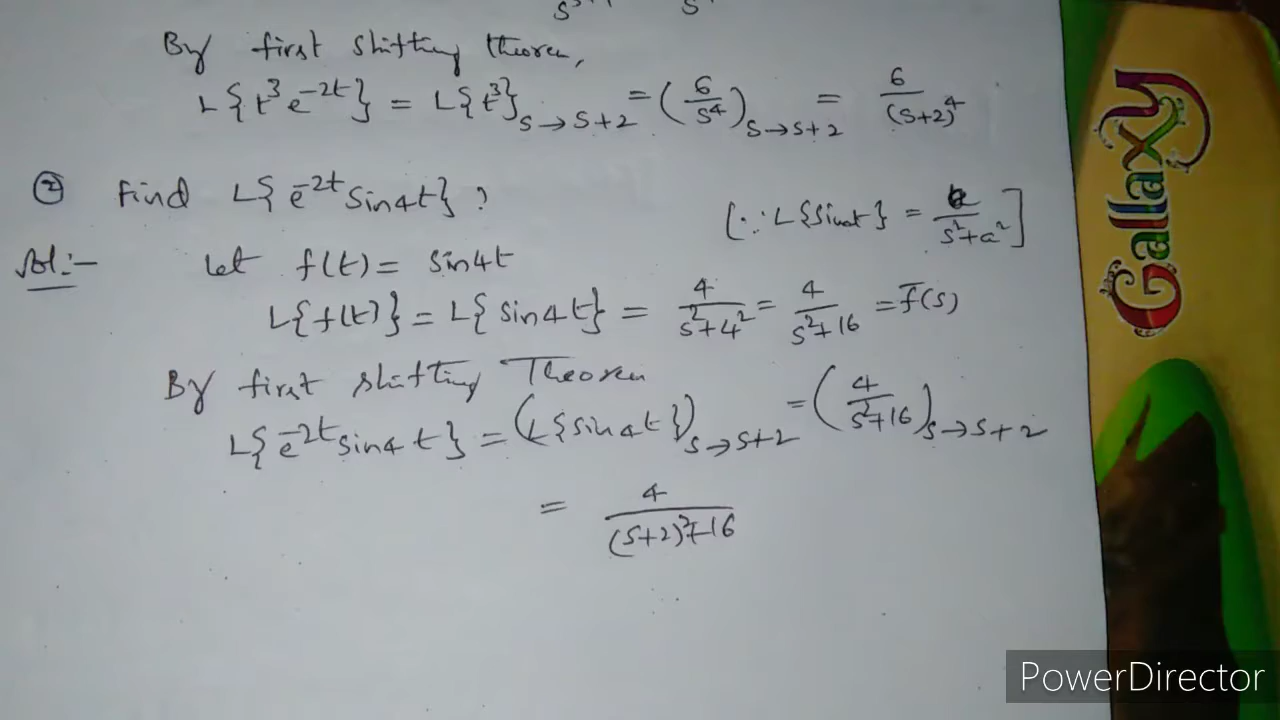 By first shifting theorem,
L{t³e⁻²ᵗ} = L{t³}ₛ→ₛ₊₂ = (6/s⁴)ₛ→ₛ₊₂ = 6/(s+2)⁴
② Find L{e⁻²ᵗ sin4t}?
[∵ L{sinat} = a/(s²+a²)]
Sol:- Let f(t) = sin4t
L{f(t)} = L{sin4t} = 4/(s²+4²) = 4/(s²+16) = f̄(s)
By first shifting Theorem
L{e⁻²ᵗ sin4t} = (L{sin4t})ₛ→ₛ₊₂ = (4/(s²+16))ₛ→ₛ₊₂
= 4/((s+2)²+16)
Gallaxy
PowerDirector